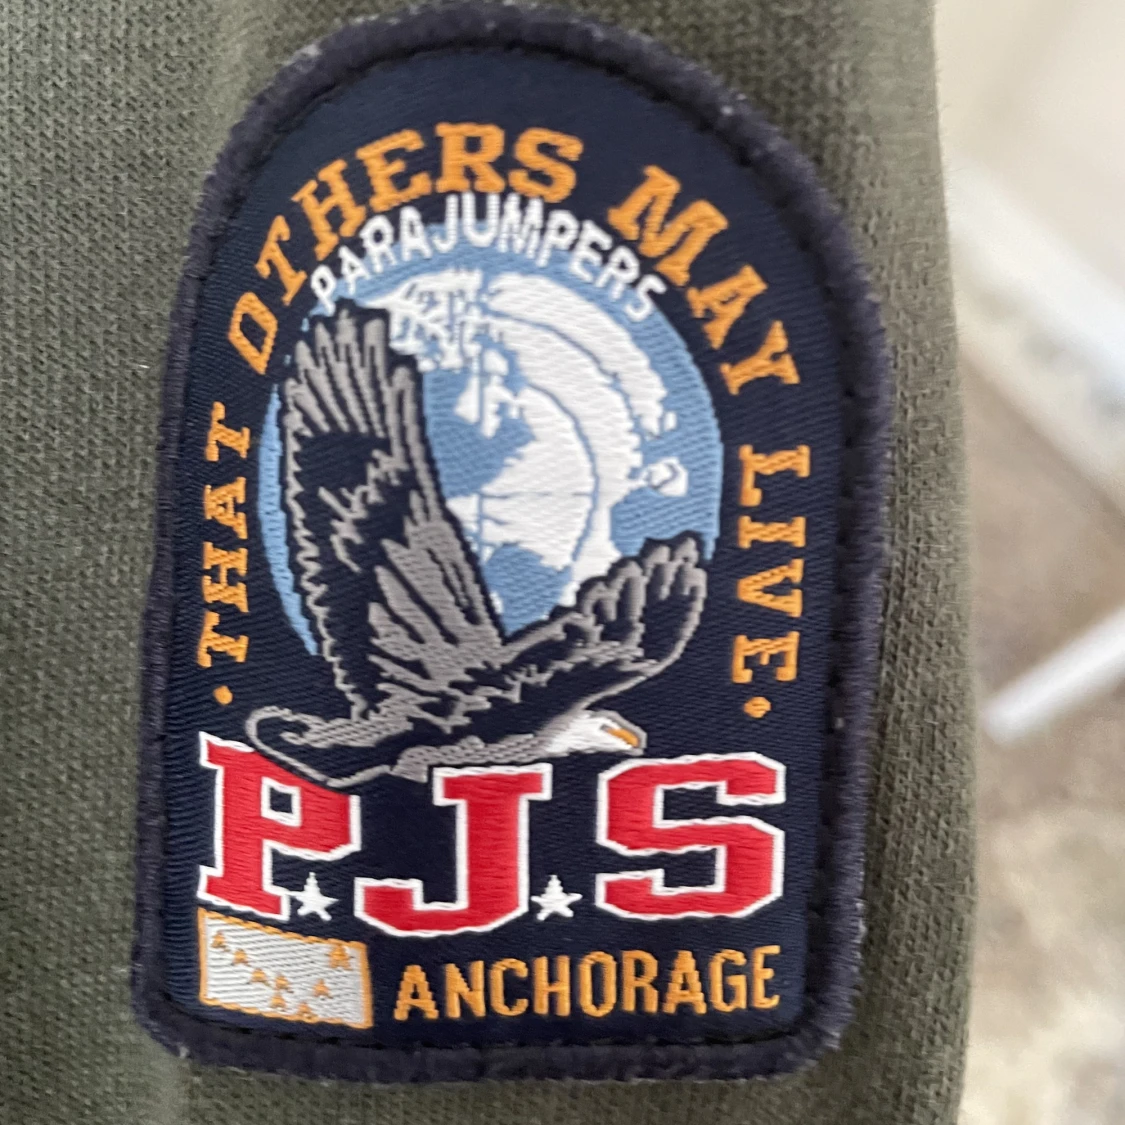 · THAT OTHERS MAY LIVE ·
PARAJUMPERS
P★J★S
ANCHORAGE